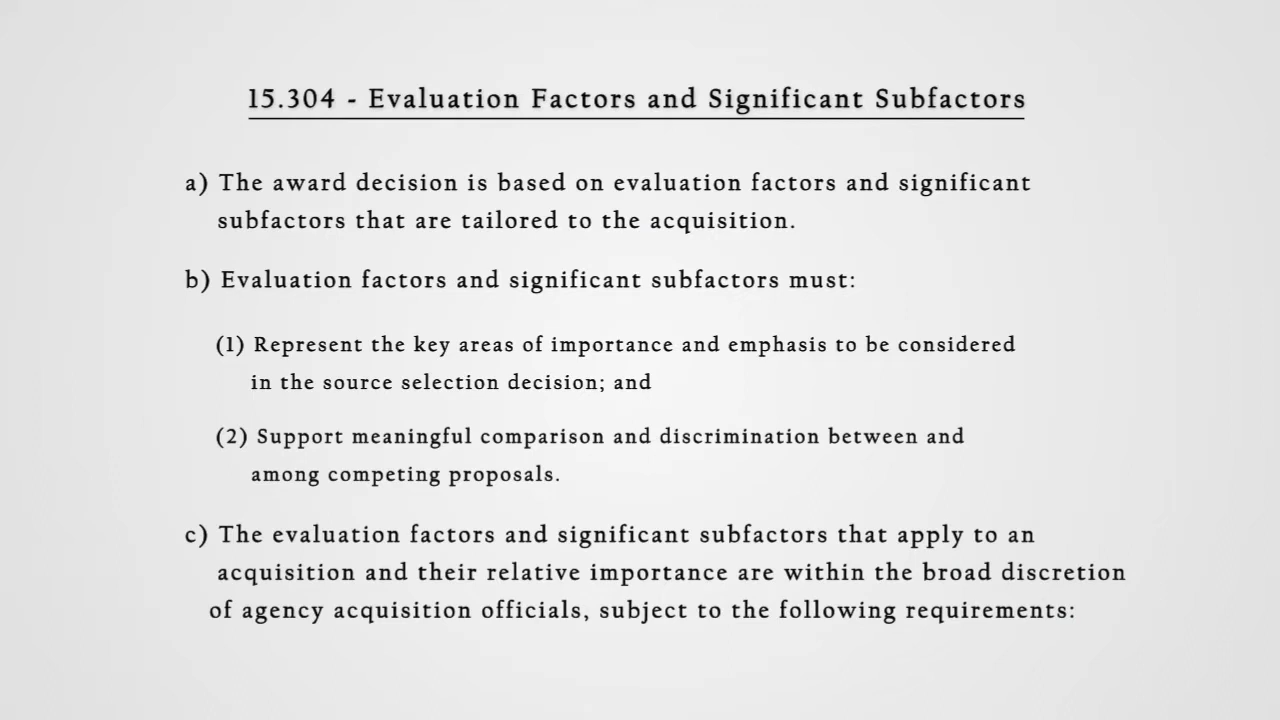 15.304 - Evaluation Factors and Significant Subfactors
a) The award decision is based on evaluation factors and significant
subfactors that are tailored to the acquisition.
b) Evaluation factors and significant subfactors must:
(1) Represent the key areas of importance and emphasis to be considered
in the source selection decision; and
(2) Support meaningful comparison and discrimination between and
among competing proposals.
c) The evaluation factors and significant subfactors that apply to an
acquisition and their relative importance are within the broad discretion
of agency acquisition officials, subject to the following requirements: